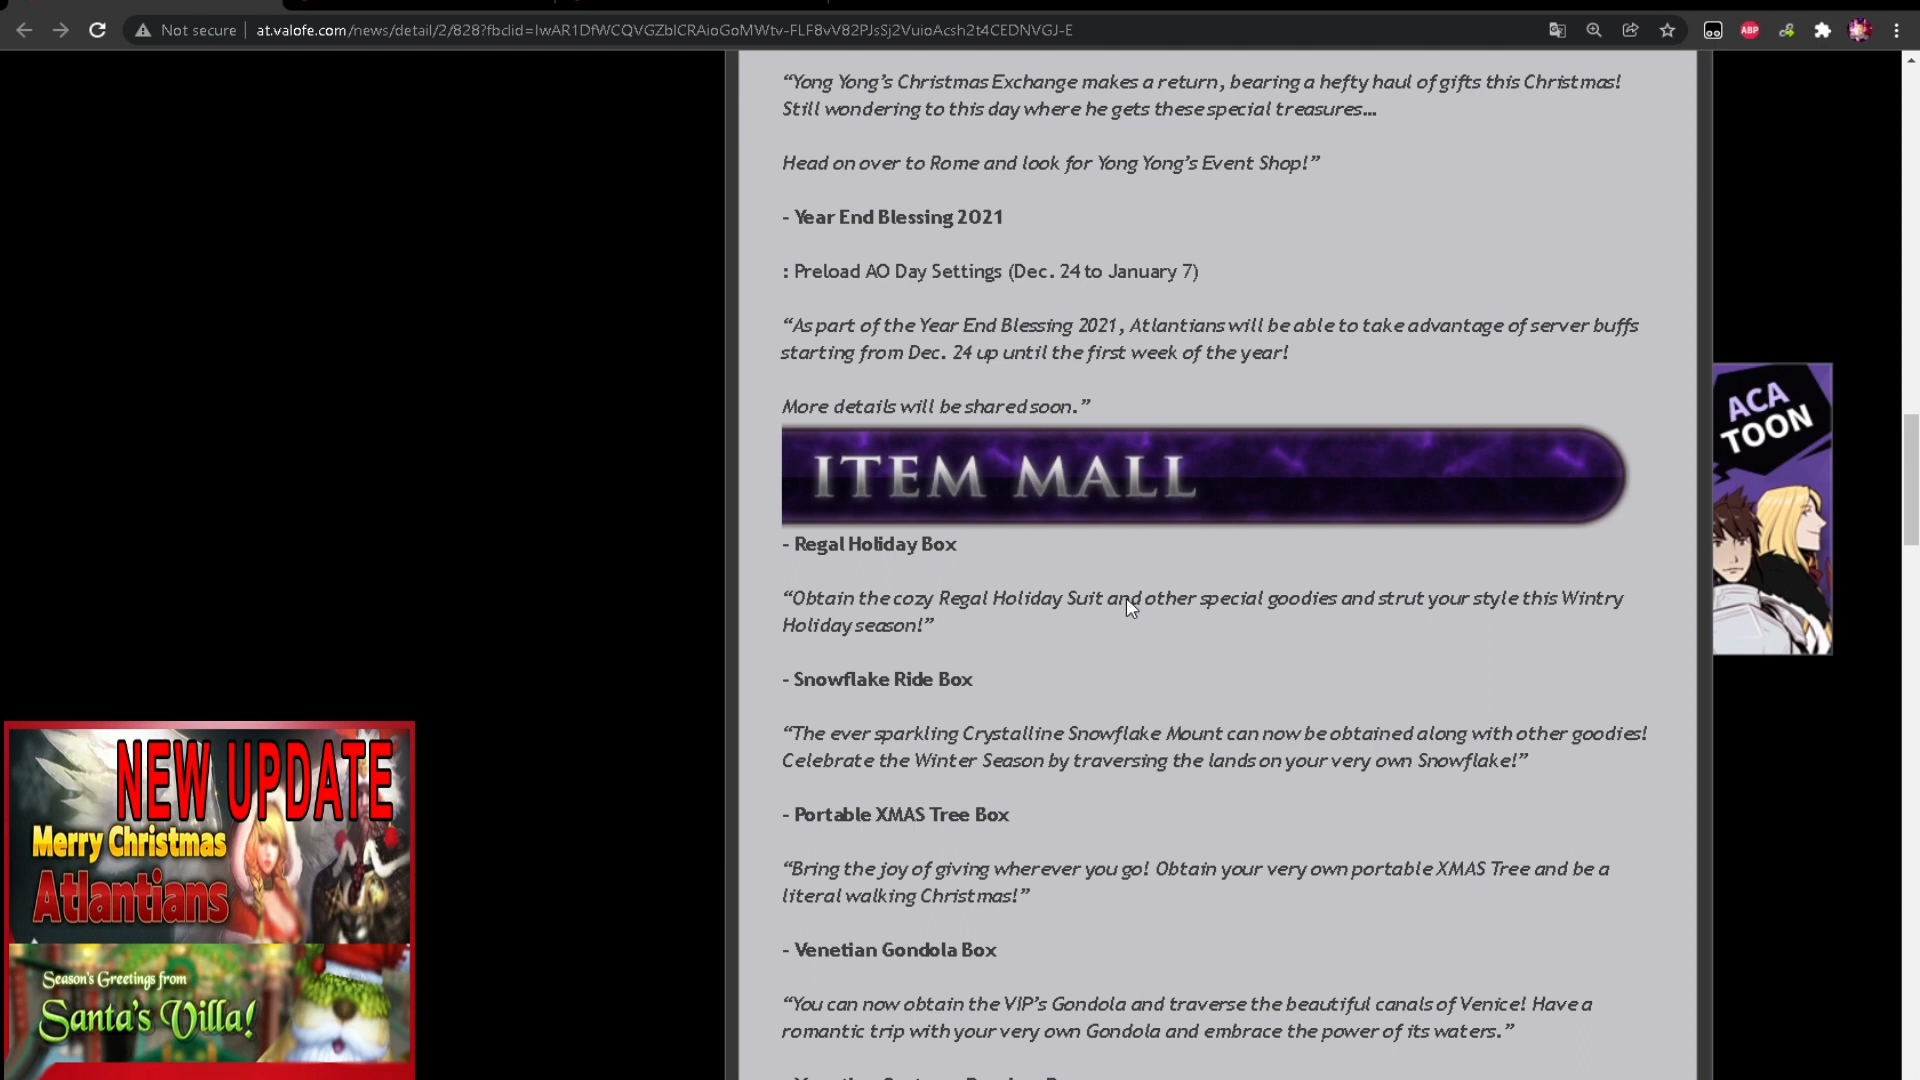 Not secure
at.valofe.com/news/detail/2/828?fbclid=IwAR1DfWCQVGZblCRAioGoMWtv-FLF8vV82PJsSj2VuioAcsh2t4CEDNVGJ-E
ABP
“Yong Yong’s Christmas Exchange makes a return, bearing a hefty haul of gifts this Christmas!
Still wondering to this day where he gets these special treasures...
Head on over to Rome and look for Yong Yong’s Event Shop!”
- Year End Blessing 2021
: Preload AO Day Settings (Dec. 24 to January 7)
“As part of the Year End Blessing 2021, Atlantians will be able to take advantage of server buffs
starting from Dec. 24 up until the first week of the year!
More details will be shared soon.”
ITEM MALL
- Regal Holiday Box
“Obtain the cozy Regal Holiday Suit and other special goodies and strut your style this Wintry
Holiday season!”
- Snowflake Ride Box
“The ever sparkling Crystalline Snowflake Mount can now be obtained along with other goodies!
Celebrate the Winter Season by traversing the lands on your very own Snowflake!”
- Portable XMAS Tree Box
“Bring the joy of giving wherever you go! Obtain your very own portable XMAS Tree and be a
literal walking Christmas!”
- Venetian Gondola Box
“You can now obtain the VIP’s Gondola and traverse the beautiful canals of Venice! Have a
romantic trip with your very own Gondola and embrace the power of its waters.”
ACA
TOON
NEW UPDATE
Merry Christmas
Atlantians
Season's Greetings from
Santa's Villa!